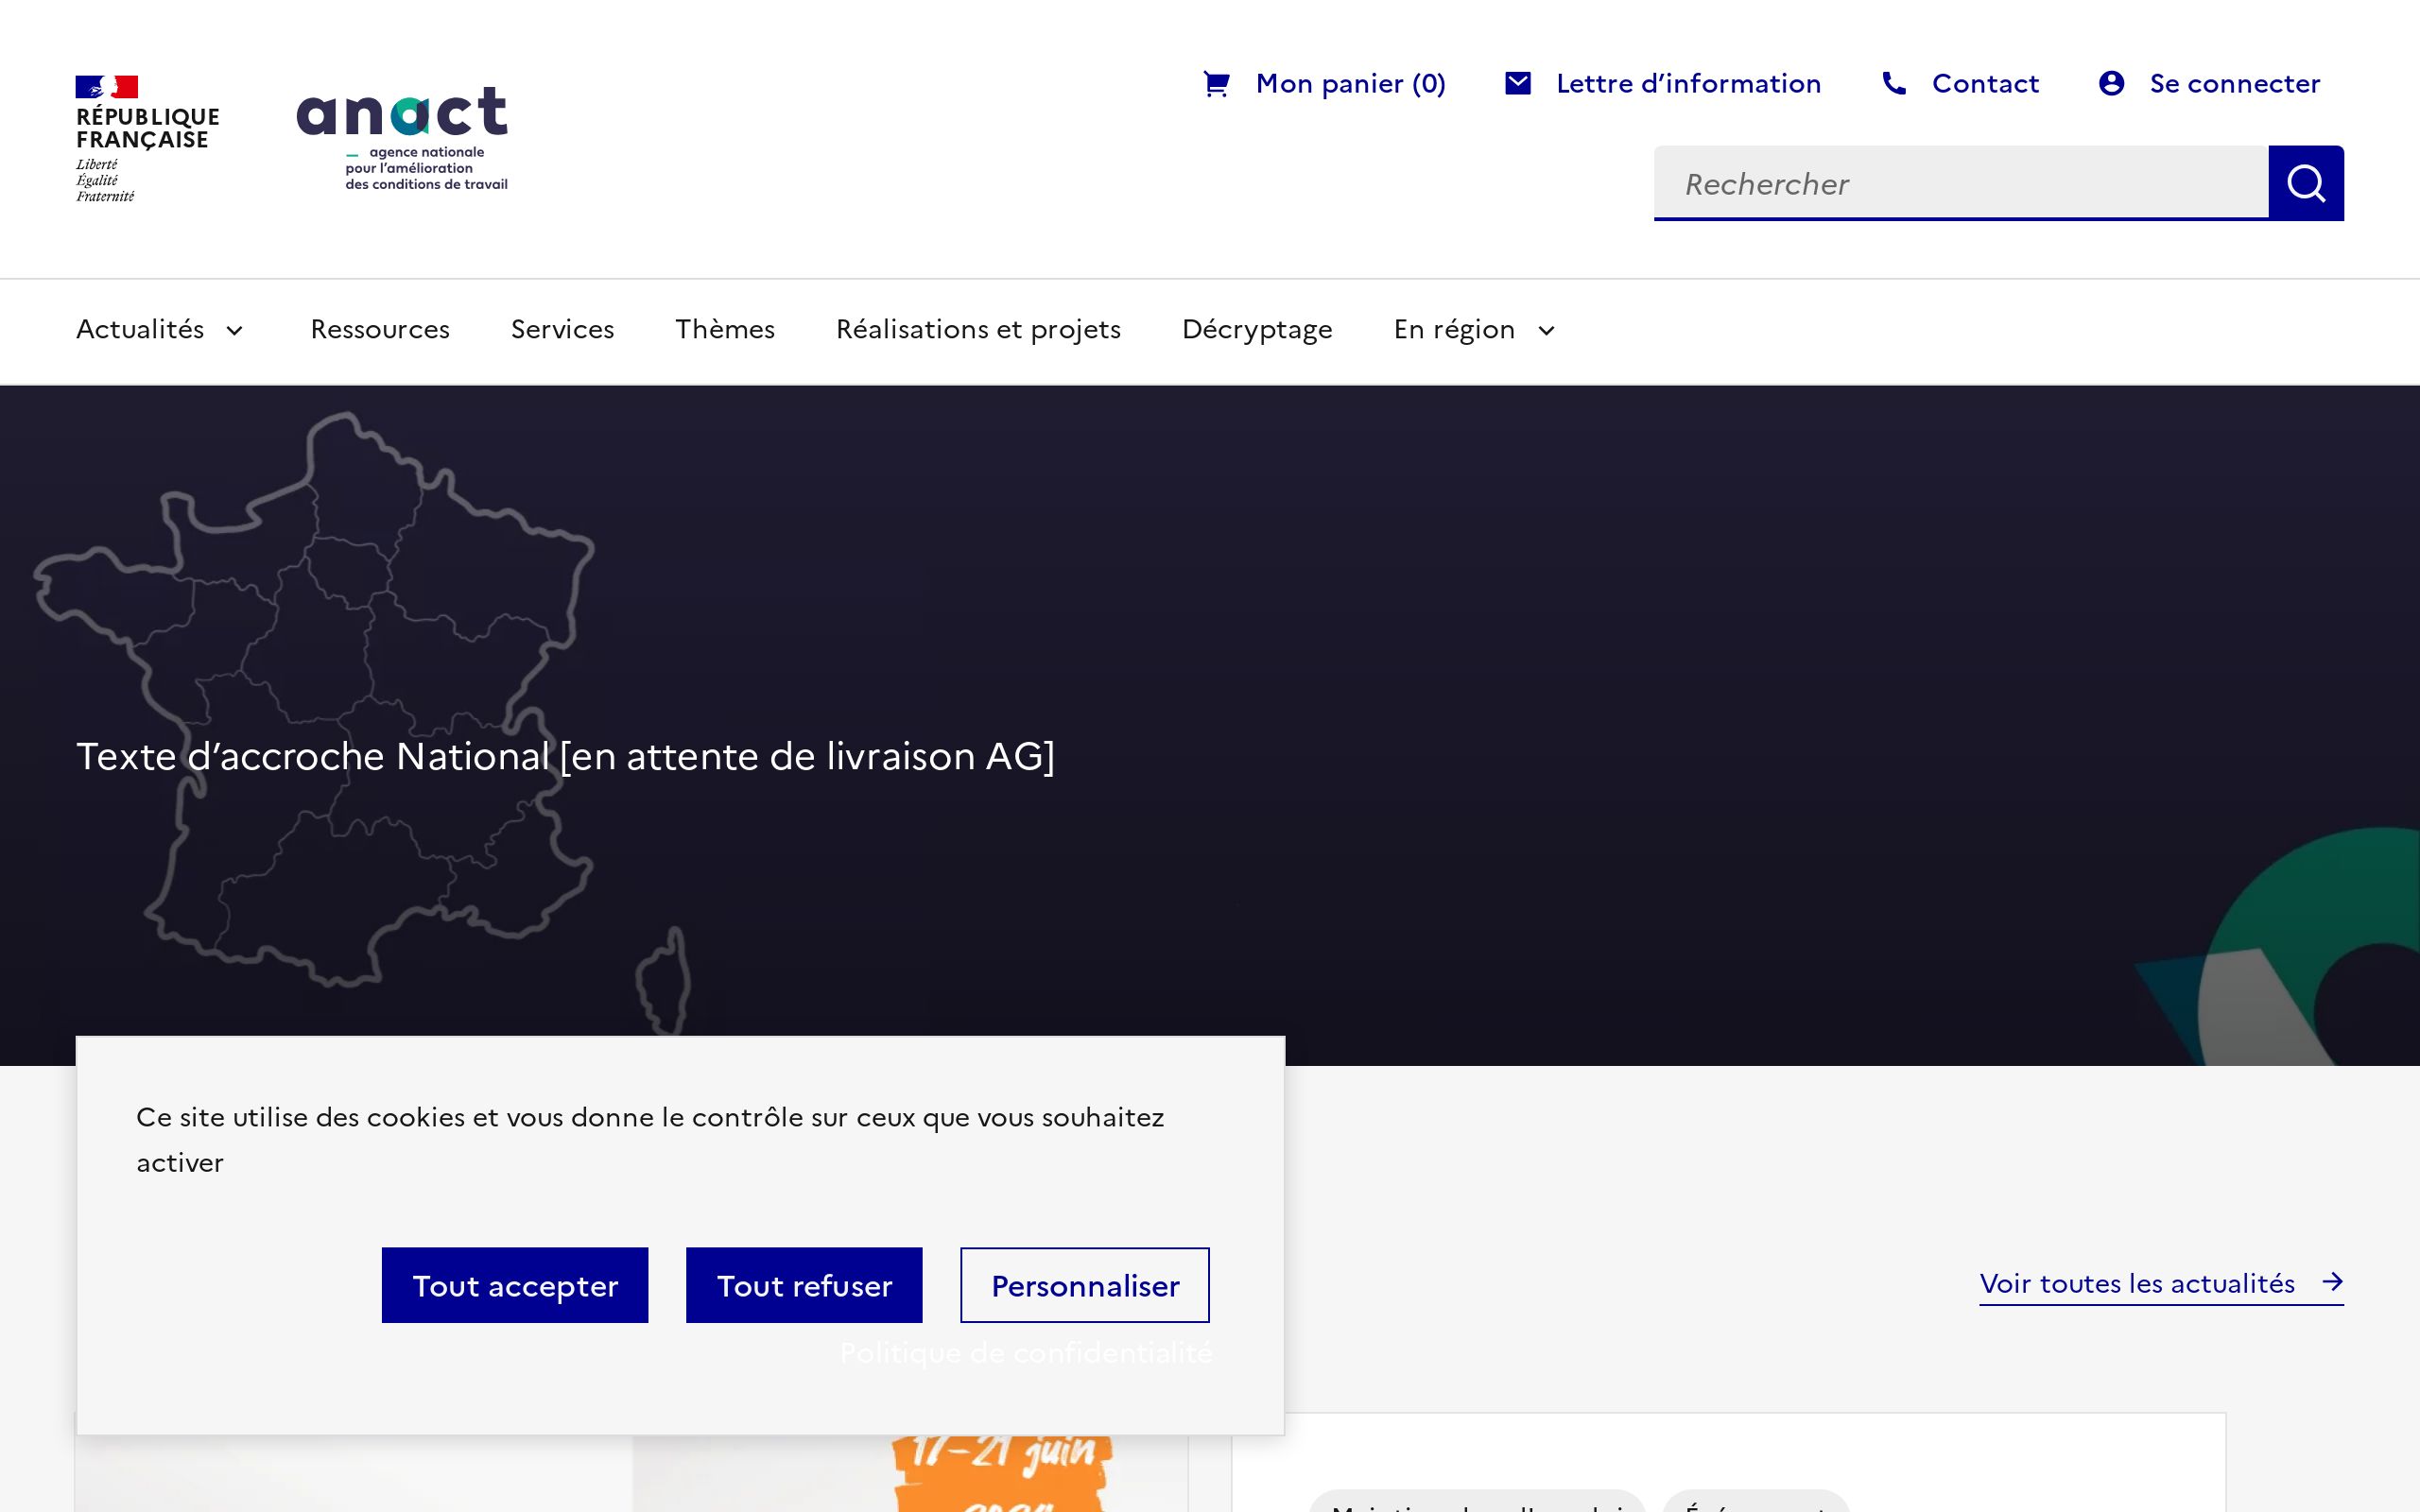 RÉPUBLIQUE
FRANÇAISE
Liberté
Égalité
Fraternité
anact
_ agence nationale
pour l’amélioration
des conditions de travail
Mon panier (0)
Lettre d’information
Contact
Se connecter
Rechercher
Actualités
Ressources
Services
Thèmes
Réalisations et projets
Décryptage
En région
Texte d’accroche National [en attente de livraison AG]
Ce site utilise des cookies et vous donne le contrôle sur ceux que vous souhaitez
activer
Tout accepter
Tout refuser
Personnaliser
Politique de confidentialité
Voir toutes les actualités
17-21 juin